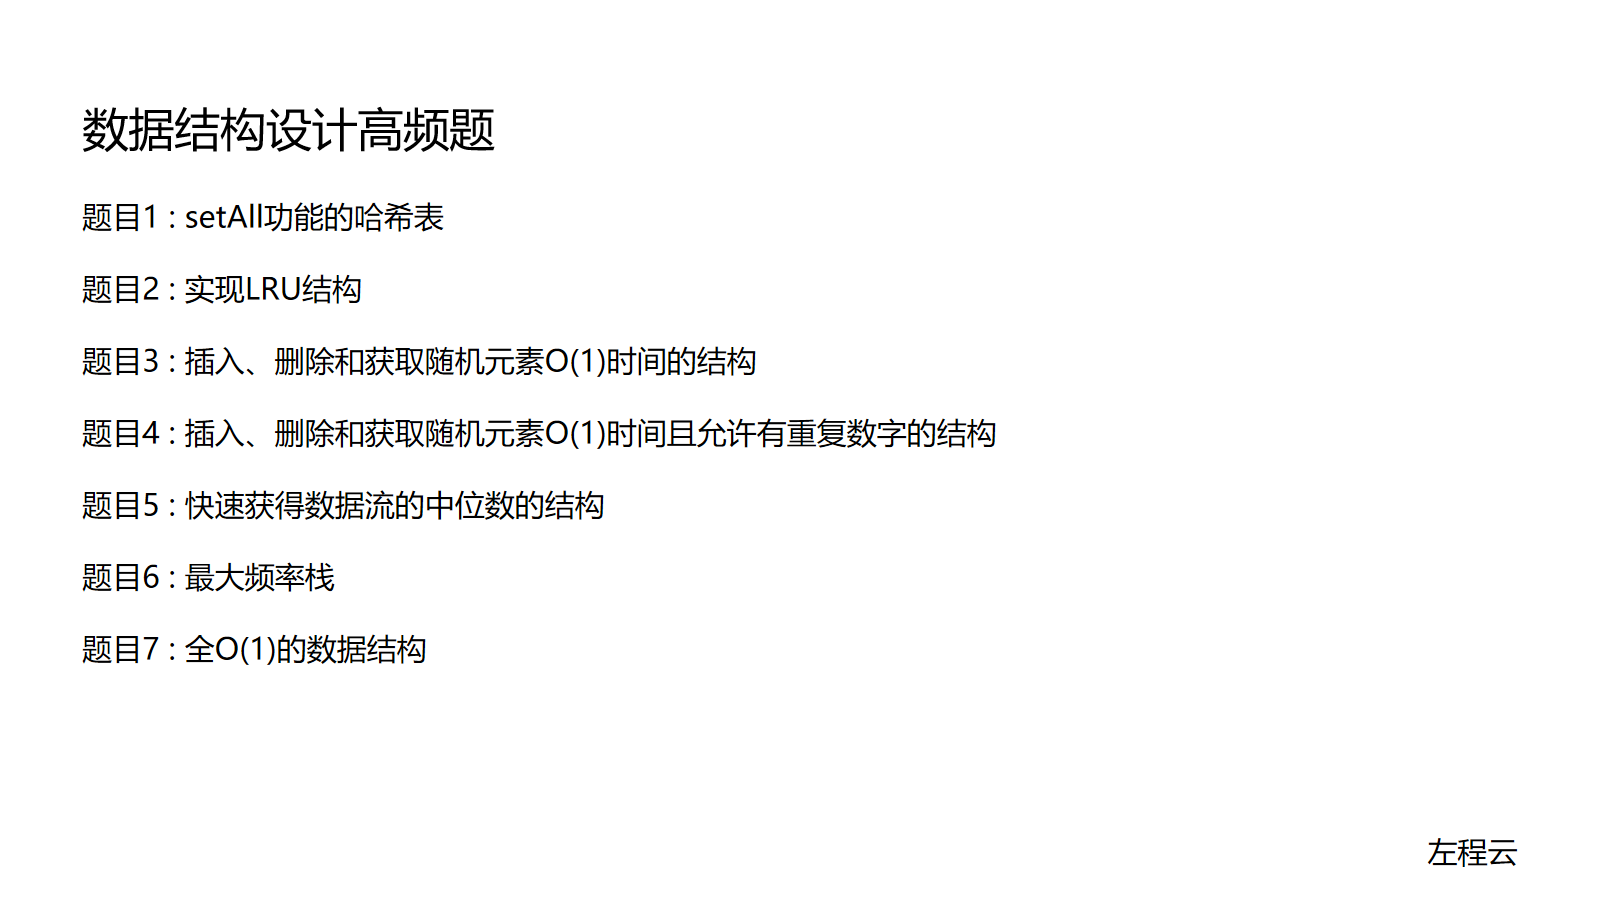 数据结构设计高频题
题目1 : setAll功能的哈希表
题目2 : 实现LRU结构
题目3 : 插入、删除和获取随机元素O(1)时间的结构
题目4 : 插入、删除和获取随机元素O(1)时间且允许有重复数字的结构
题目5 : 快速获得数据流的中位数的结构
题目6 : 最大频率栈
题目7 : 全O(1)的数据结构
左程云